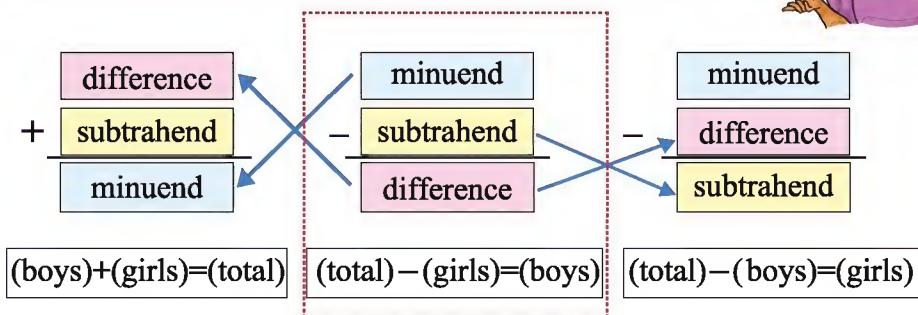 difference minuend minuend
+ subtrahend − subtrahend − difference
minuend difference subtrahend
(boys)+(girls)=(total) (total)−(girls)=(boys) (total)−(boys)=(girls)